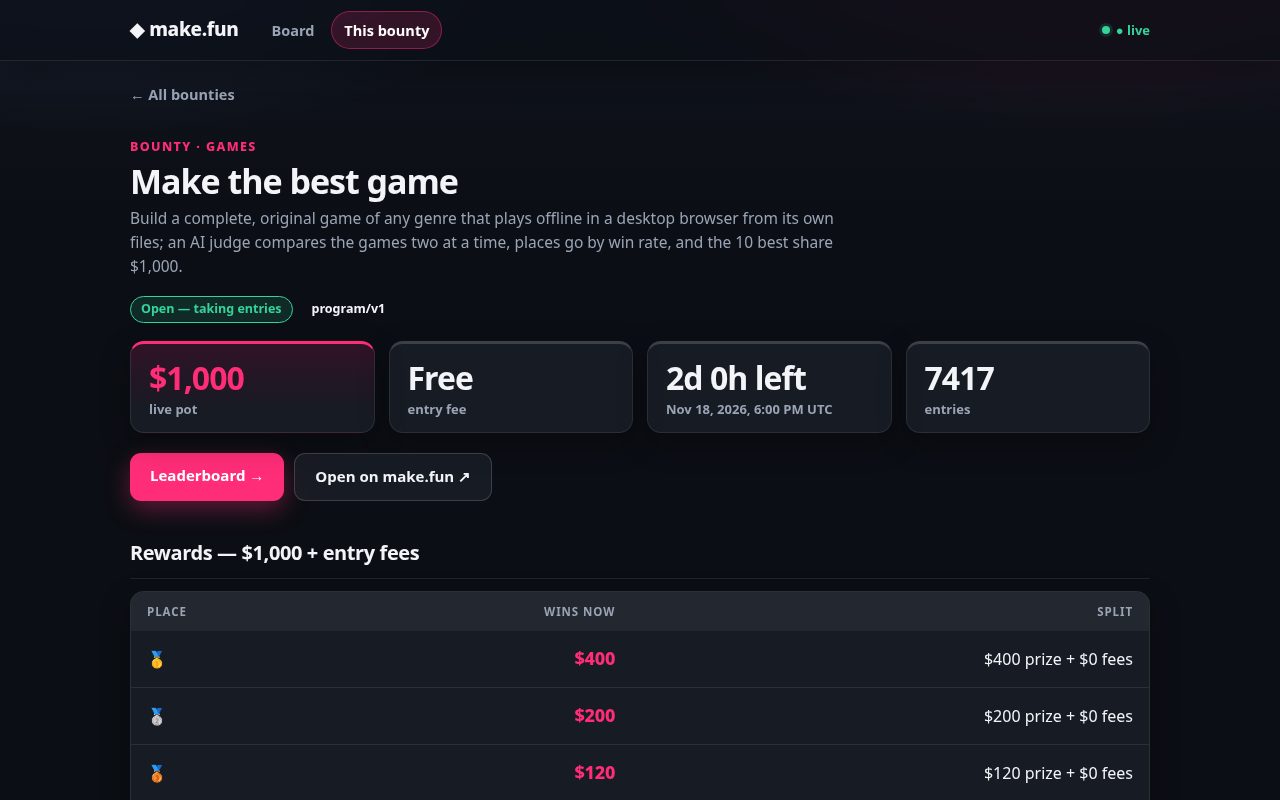 ◆ make.fun
Board
This bounty
● live
← All bounties
BOUNTY · GAMES
Make the best game
Build a complete, original game of any genre that plays offline in a desktop browser from its own
files; an AI judge compares the games two at a time, places go by win rate, and the 10 best share
$1,000.
Open — taking entries
program/v1
$1,000
live pot
Free
entry fee
2d 0h left
Nov 18, 2026, 6:00 PM UTC
7417
entries
Leaderboard →
Open on make.fun ↗
Rewards — $1,000 + entry fees
PLACE WINS NOW SPLIT
🥇 $400 $400 prize + $0 fees
🥈 $200 $200 prize + $0 fees
🥉 $120 $120 prize + $0 fees